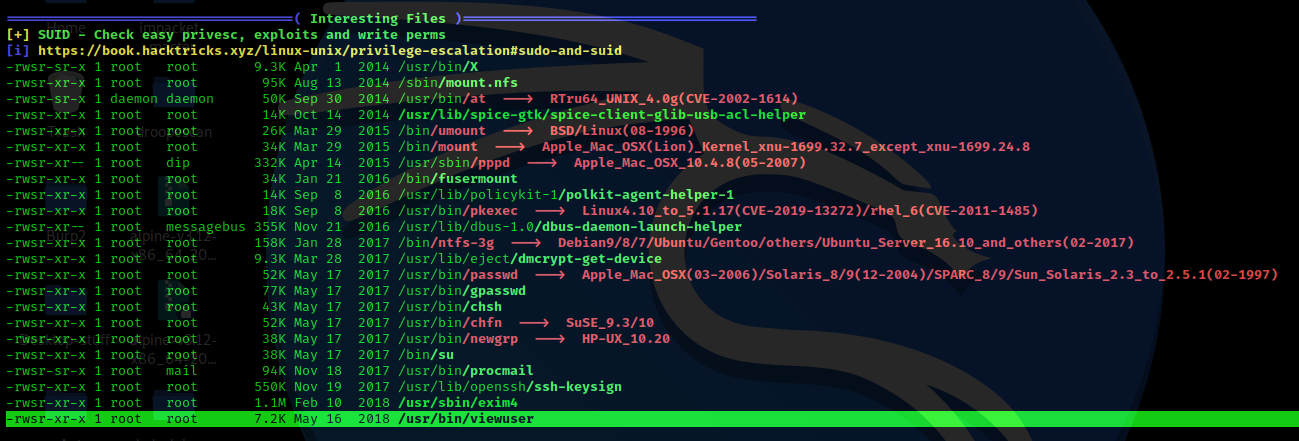 ( Interesting Files )
[+] SUID - Check easy privesc, exploits and write perms
[i] https://book.hacktricks.xyz/linux-unix/privilege-escalation#sudo-and-suid
-rwsr-sr-x 1 root   root       9.3K Apr  1  2014 /usr/bin/X
-rwsr-xr-x 1 root   root        95K Aug 13  2014 /sbin/mount.nfs
-rwsr-sr-x 1 daemon daemon      50K Sep 30  2014 /usr/bin/at  --->  RTru64_UNIX_4.0g(CVE-2002-1614)
-rwsr-xr-x 1 root   root        14K Oct 14  2014 /usr/lib/spice-gtk/spice-client-glib-usb-acl-helper
-rwsr-xr-x 1 root   root        26K Mar 29  2015 /bin/umount  --->  BSD/Linux(08-1996)
-rwsr-xr-x 1 root   root        34K Mar 29  2015 /bin/mount  --->  Apple_Mac_OSX(Lion)_Kernel_xnu-1699.32.7_except_xnu-1699.24.8
-rwsr-xr-- 1 root   dip        332K Apr 14  2015 /usr/sbin/pppd  --->  Apple_Mac_OSX_10.4.8(05-2007)
-rwsr-xr-x 1 root   root        34K Jan 21  2016 /bin/fusermount
-rwsr-xr-x 1 root   root        14K Sep  8  2016 /usr/lib/policykit-1/polkit-agent-helper-1
-rwsr-xr-x 1 root   root        18K Sep  8  2016 /usr/bin/pkexec  --->  Linux4.10_to_5.1.17(CVE-2019-13272)/rhel_6(CVE-2011-1485)
-rwsr-xr-- 1 root   messagebus 355K Nov 21  2016 /usr/lib/dbus-1.0/dbus-daemon-launch-helper
-rwsr-xr-x 1 root   root       158K Jan 28  2017 /bin/ntfs-3g  --->  Debian9/8/7/Ubuntu/Gentoo/others/Ubuntu_Server_16.10_and_others(02-2017)
-rwsr-xr-x 1 root   root       9.3K Mar 28  2017 /usr/lib/eject/dmcrypt-get-device
-rwsr-xr-x 1 root   root        52K May 17  2017 /usr/bin/passwd  --->  Apple_Mac_OSX(03-2006)/Solaris_8/9(12-2004)/SPARC_8/9/Sun_Solaris_2.3_to_2.5.1(02-1997)
-rwsr-xr-x 1 root   root        77K May 17  2017 /usr/bin/gpasswd
-rwsr-xr-x 1 root   root        43K May 17  2017 /usr/bin/chsh
-rwsr-xr-x 1 root   root        52K May 17  2017 /usr/bin/chfn  --->  SuSE_9.3/10
-rwsr-xr-x 1 root   root        38K May 17  2017 /usr/bin/newgrp  --->  HP-UX_10.20
-rwsr-xr-x 1 root   root        38K May 17  2017 /bin/su
-rwsr-sr-x 1 root   mail        94K Nov 18  2017 /usr/bin/procmail
-rwsr-xr-x 1 root   root       550K Nov 19  2017 /usr/lib/openssh/ssh-keysign
-rwsr-xr-x 1 root   root       1.1M Feb 10  2018 /usr/sbin/exim4
-rwsr-xr-x 1 root   root       7.2K May 16  2018 /usr/bin/viewuser